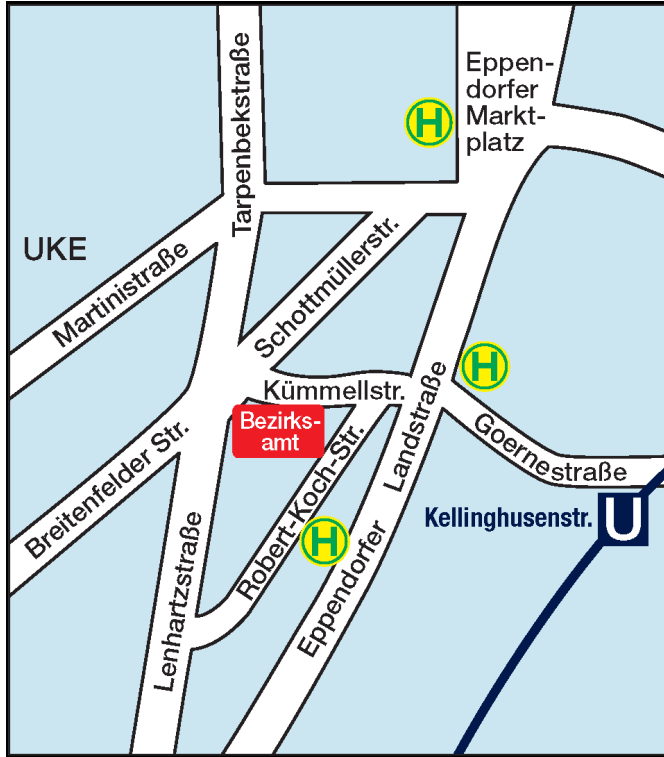 Eppen-
dorfer
Markt-
platz
H
Tarpenbekstraße
UKE
Martinistraße
Schottmüllerstr.
H
Kümmellstr.
Bezirks-
amt
Landstraße
Goernestraße
Breitenfelder Str.
Robert-Koch-Str.
Kellinghusenstr.
U
H
Eppendorfer
Lenhartzstraße